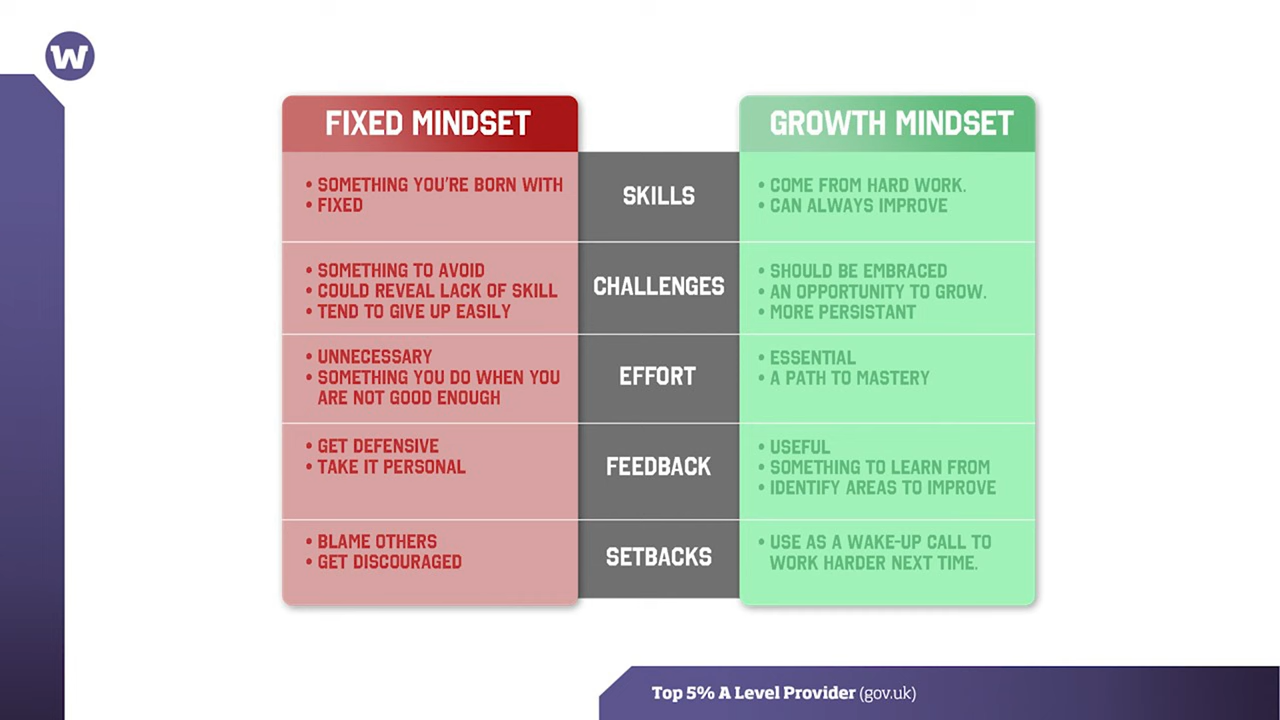 W
FIXED MINDSET
GROWTH MINDSET
• SOMETHING YOU'RE BORN WITH
• FIXED
SKILLS
• COME FROM HARD WORK.
• CAN ALWAYS IMPROVE
• SOMETHING TO AVOID
• COULD REVEAL LACK OF SKILL
• TEND TO GIVE UP EASILY
CHALLENGES
• SHOULD BE EMBRACED
• AN OPPORTUNITY TO GROW.
• MORE PERSISTANT
• UNNECESSARY
• SOMETHING YOU DO WHEN YOU
ARE NOT GOOD ENOUGH
EFFORT
• ESSENTIAL
• A PATH TO MASTERY
• GET DEFENSIVE
• TAKE IT PERSONAL
FEEDBACK
• USEFUL
• SOMETHING TO LEARN FROM
• IDENTIFY AREAS TO IMPROVE
• BLAME OTHERS
• GET DISCOURAGED
SETBACKS
• USE AS A WAKE-UP CALL TO
WORK HARDER NEXT TIME.
Top 5% A Level Provider (gov.uk)